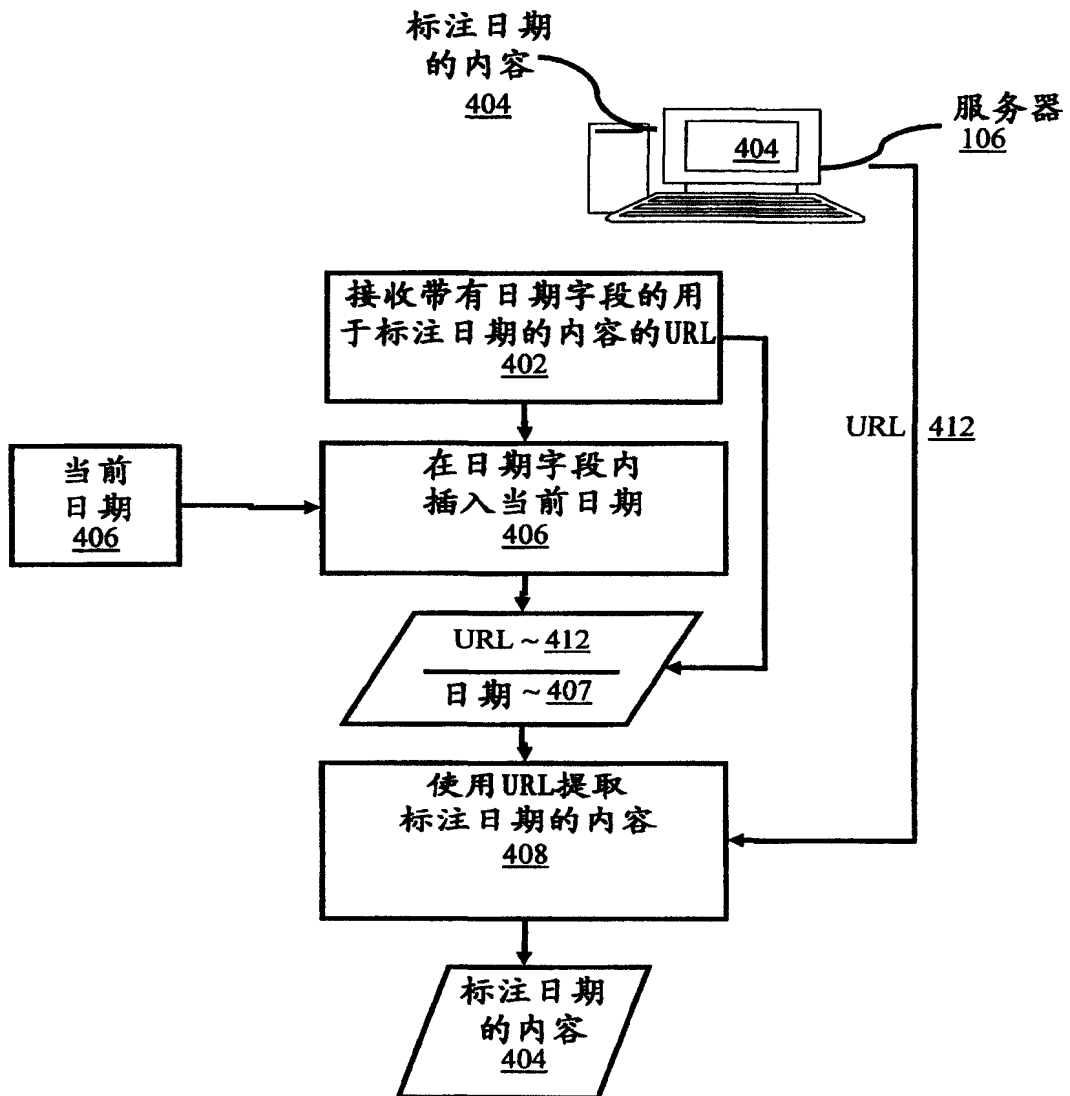 标注日期
的内容
404
404
服务器
106
接收带有日期字段的用
于标注日期的内容的URL
402
URL 412
当前
日期
406
在日期字段内
插入当前日期
406
URL ~ 412
日期 ~ 407
使用URL提取
标注日期的内容
408
标注日期
的内容
404